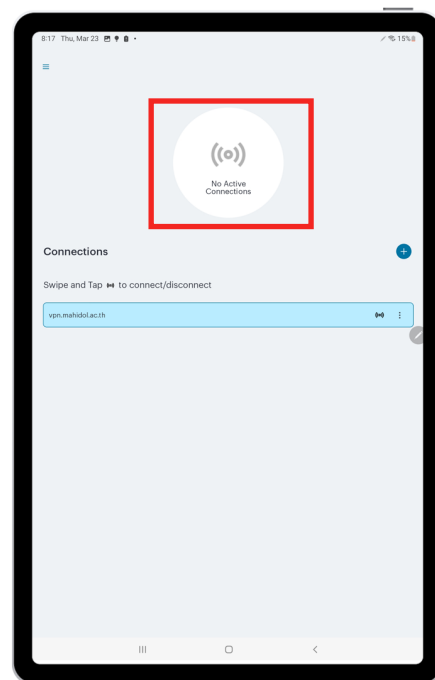 8:17 Thu, Mar 23
15%
No Active
Connections
Connections
Swipe and Tap to connect/disconnect
vpn.mahidol.ac.th